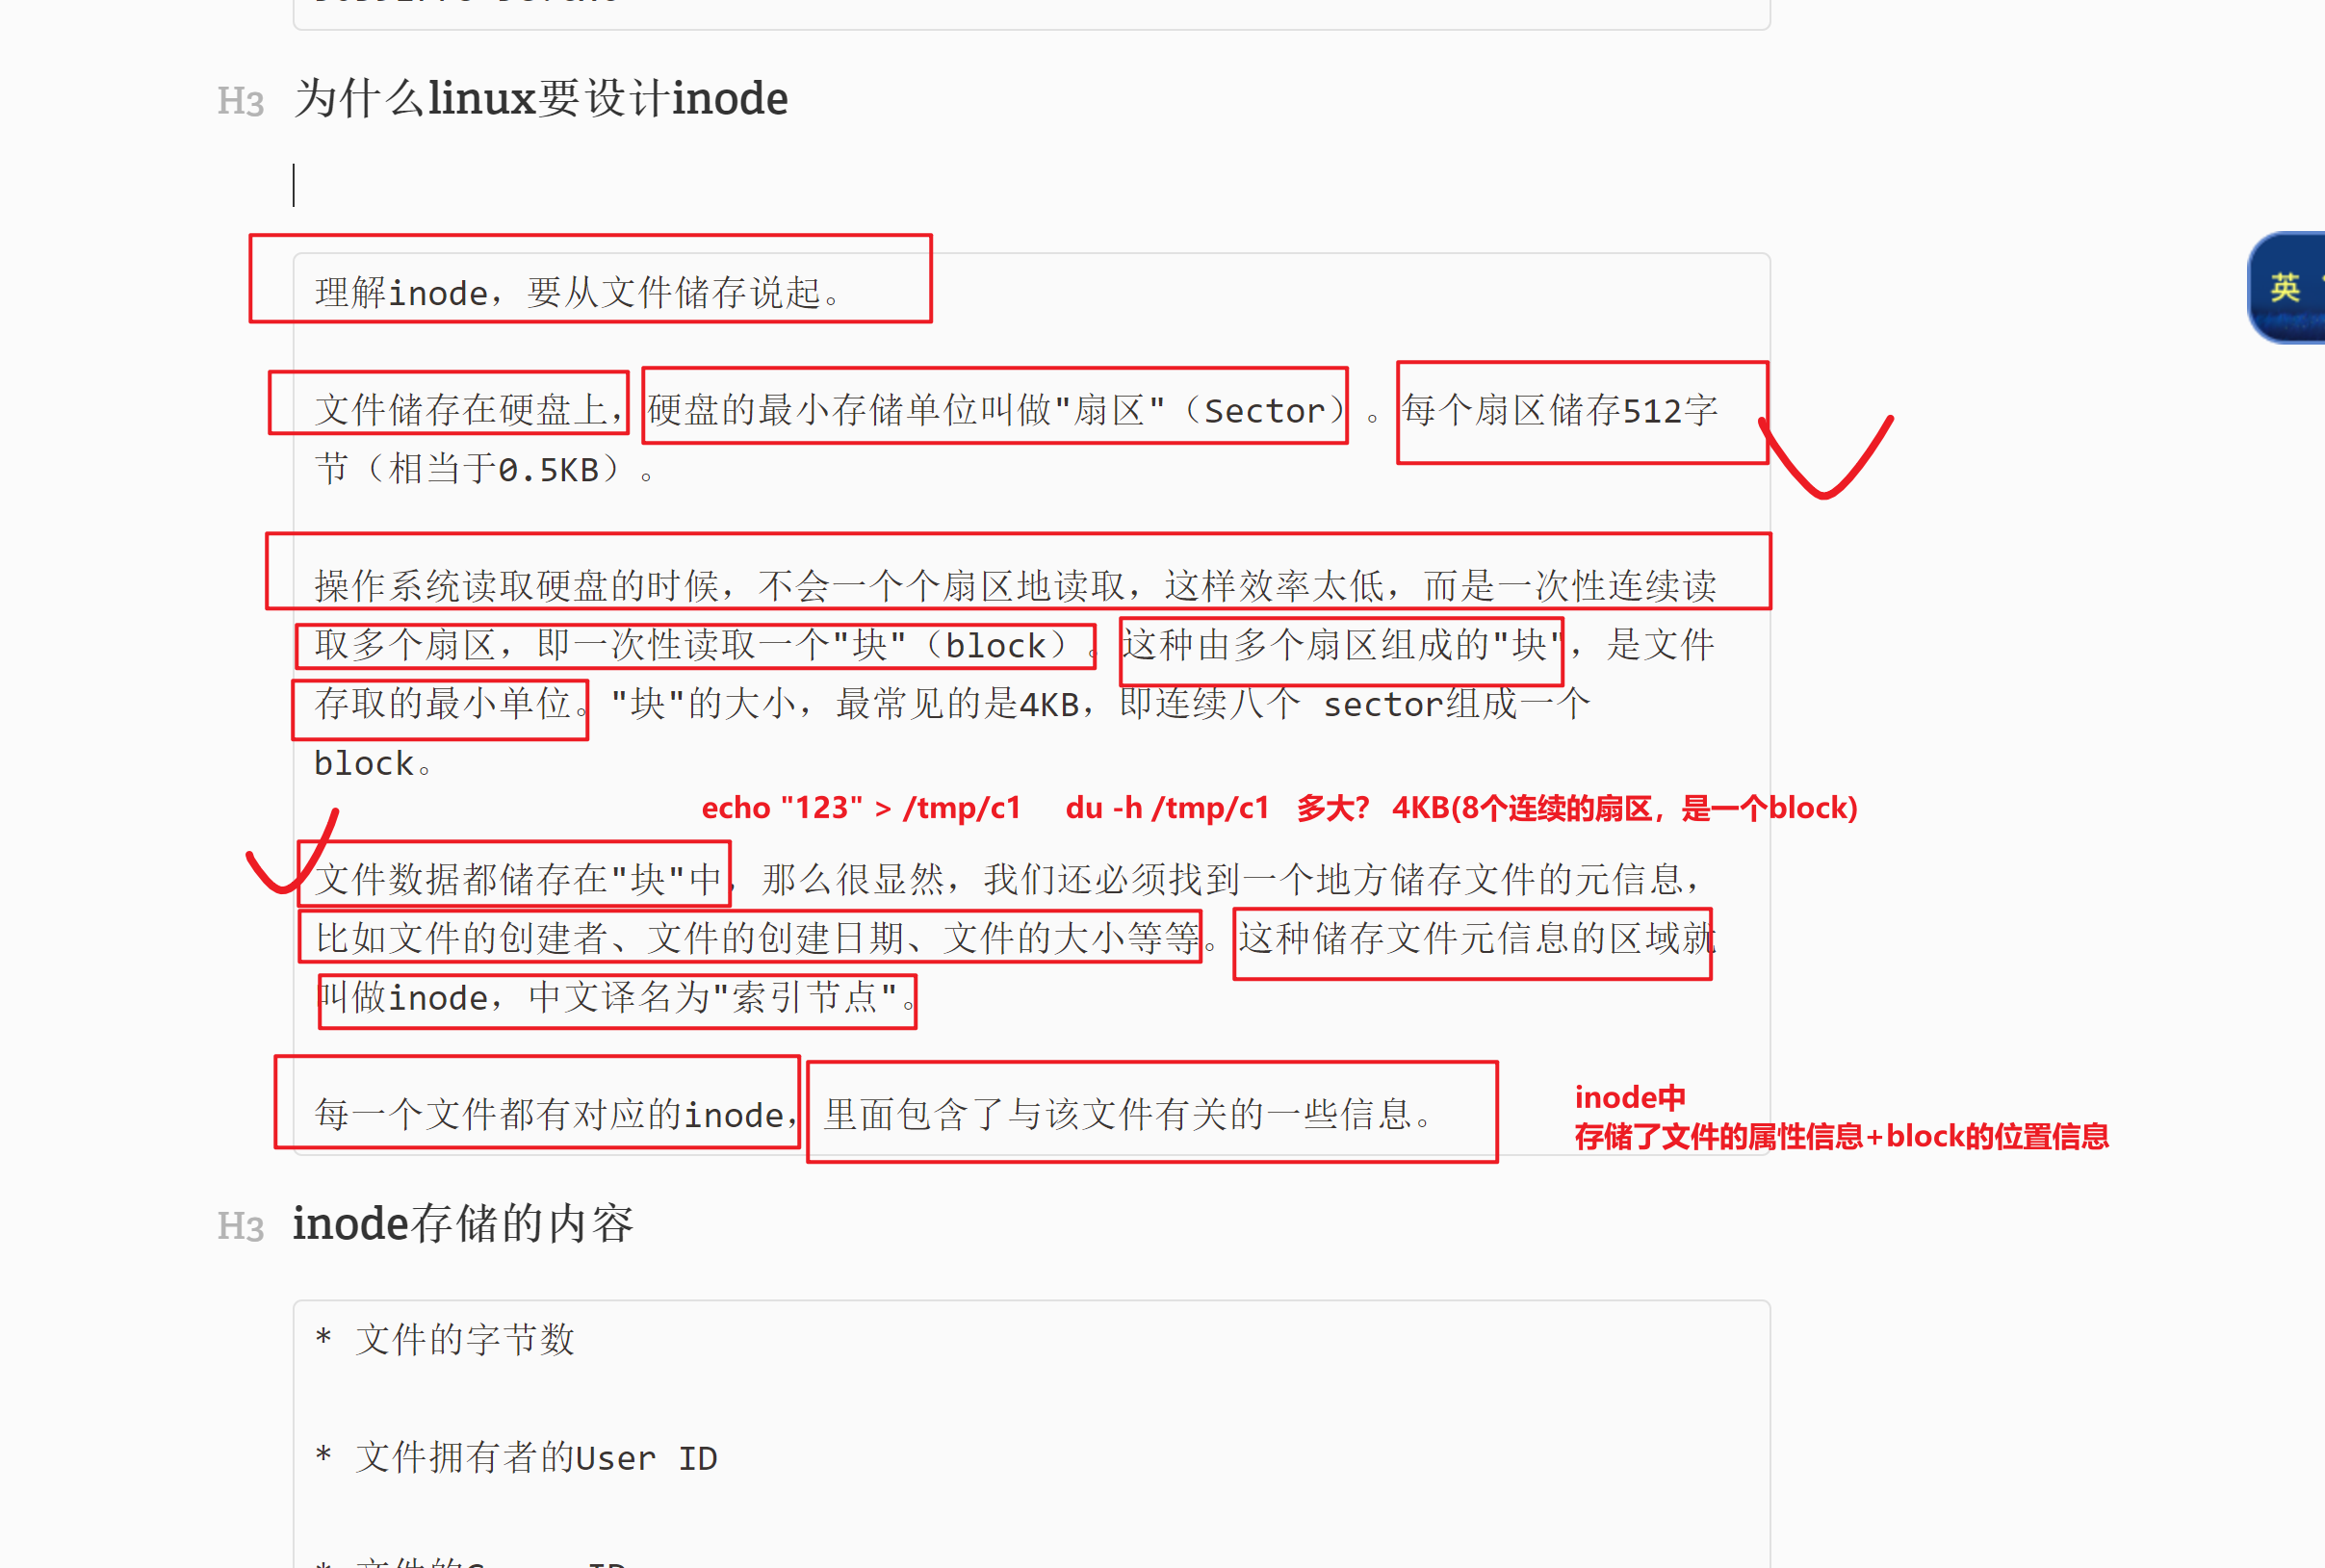 H3 为什么linux要设计inode
理解inode，要从文件储存说起。
英
文件储存在硬盘上，硬盘的最小存储单位叫做"扇区"（Sector）。每个扇区储存512字
节（相当于0.5KB）。
操作系统读取硬盘的时候，不会一个个扇区地读取，这样效率太低，而是一次性连续读
取多个扇区，即一次性读取一个"块"（block）。这种由多个扇区组成的"块"，是文件
存取的最小单位。"块"的大小，最常见的是4KB，即连续八个 sector组成一个
block。
echo "123" > /tmp/c1 du -h /tmp/c1 多大？ 4KB(8个连续的扇区，是一个block)
文件数据都储存在"块"中，那么很显然，我们还必须找到一个地方储存文件的元信息，
比如文件的创建者、文件的创建日期、文件的大小等等。这种储存文件元信息的区域就
叫做inode，中文译名为"索引节点"。
每一个文件都有对应的inode，里面包含了与该文件有关的一些信息。
inode中
存储了文件的属性信息+block的位置信息
H3 inode存储的内容
* 文件的字节数
* 文件拥有者的User ID